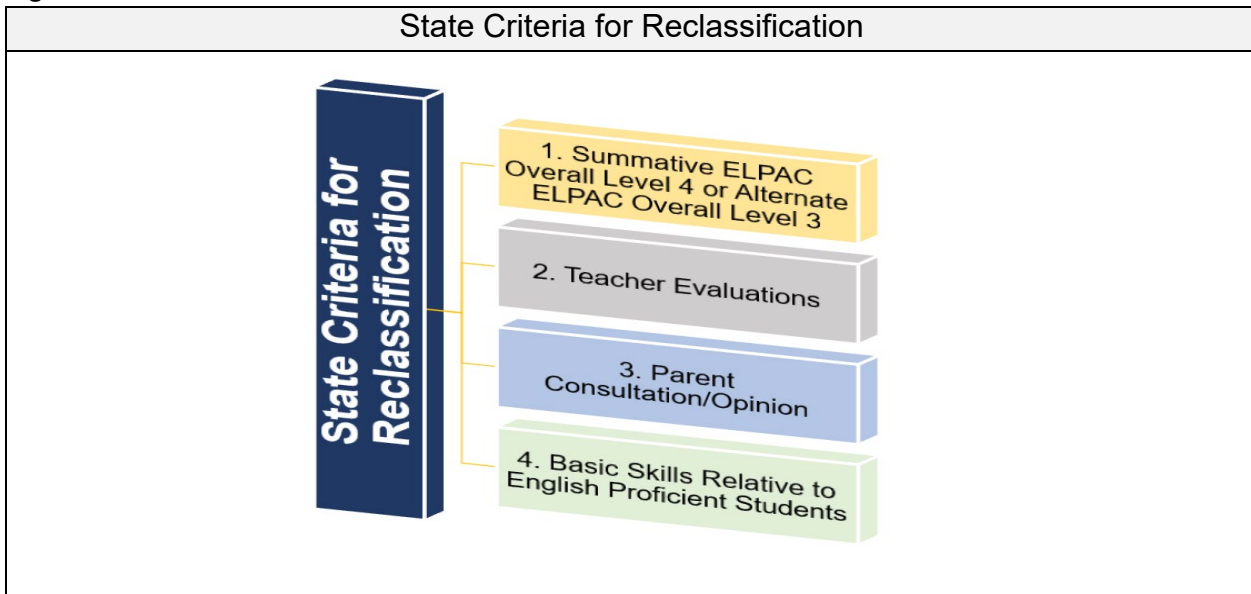 State Criteria for Reclassification
State Criteria for
Reclassification
1. Summative ELPAC
Overall Level 4 or Alternate
ELPAC Overall Level 3
2. Teacher Evaluations
3. Parent
Consultation/Opinion
4. Basic Skills Relative to
English Proficient Students